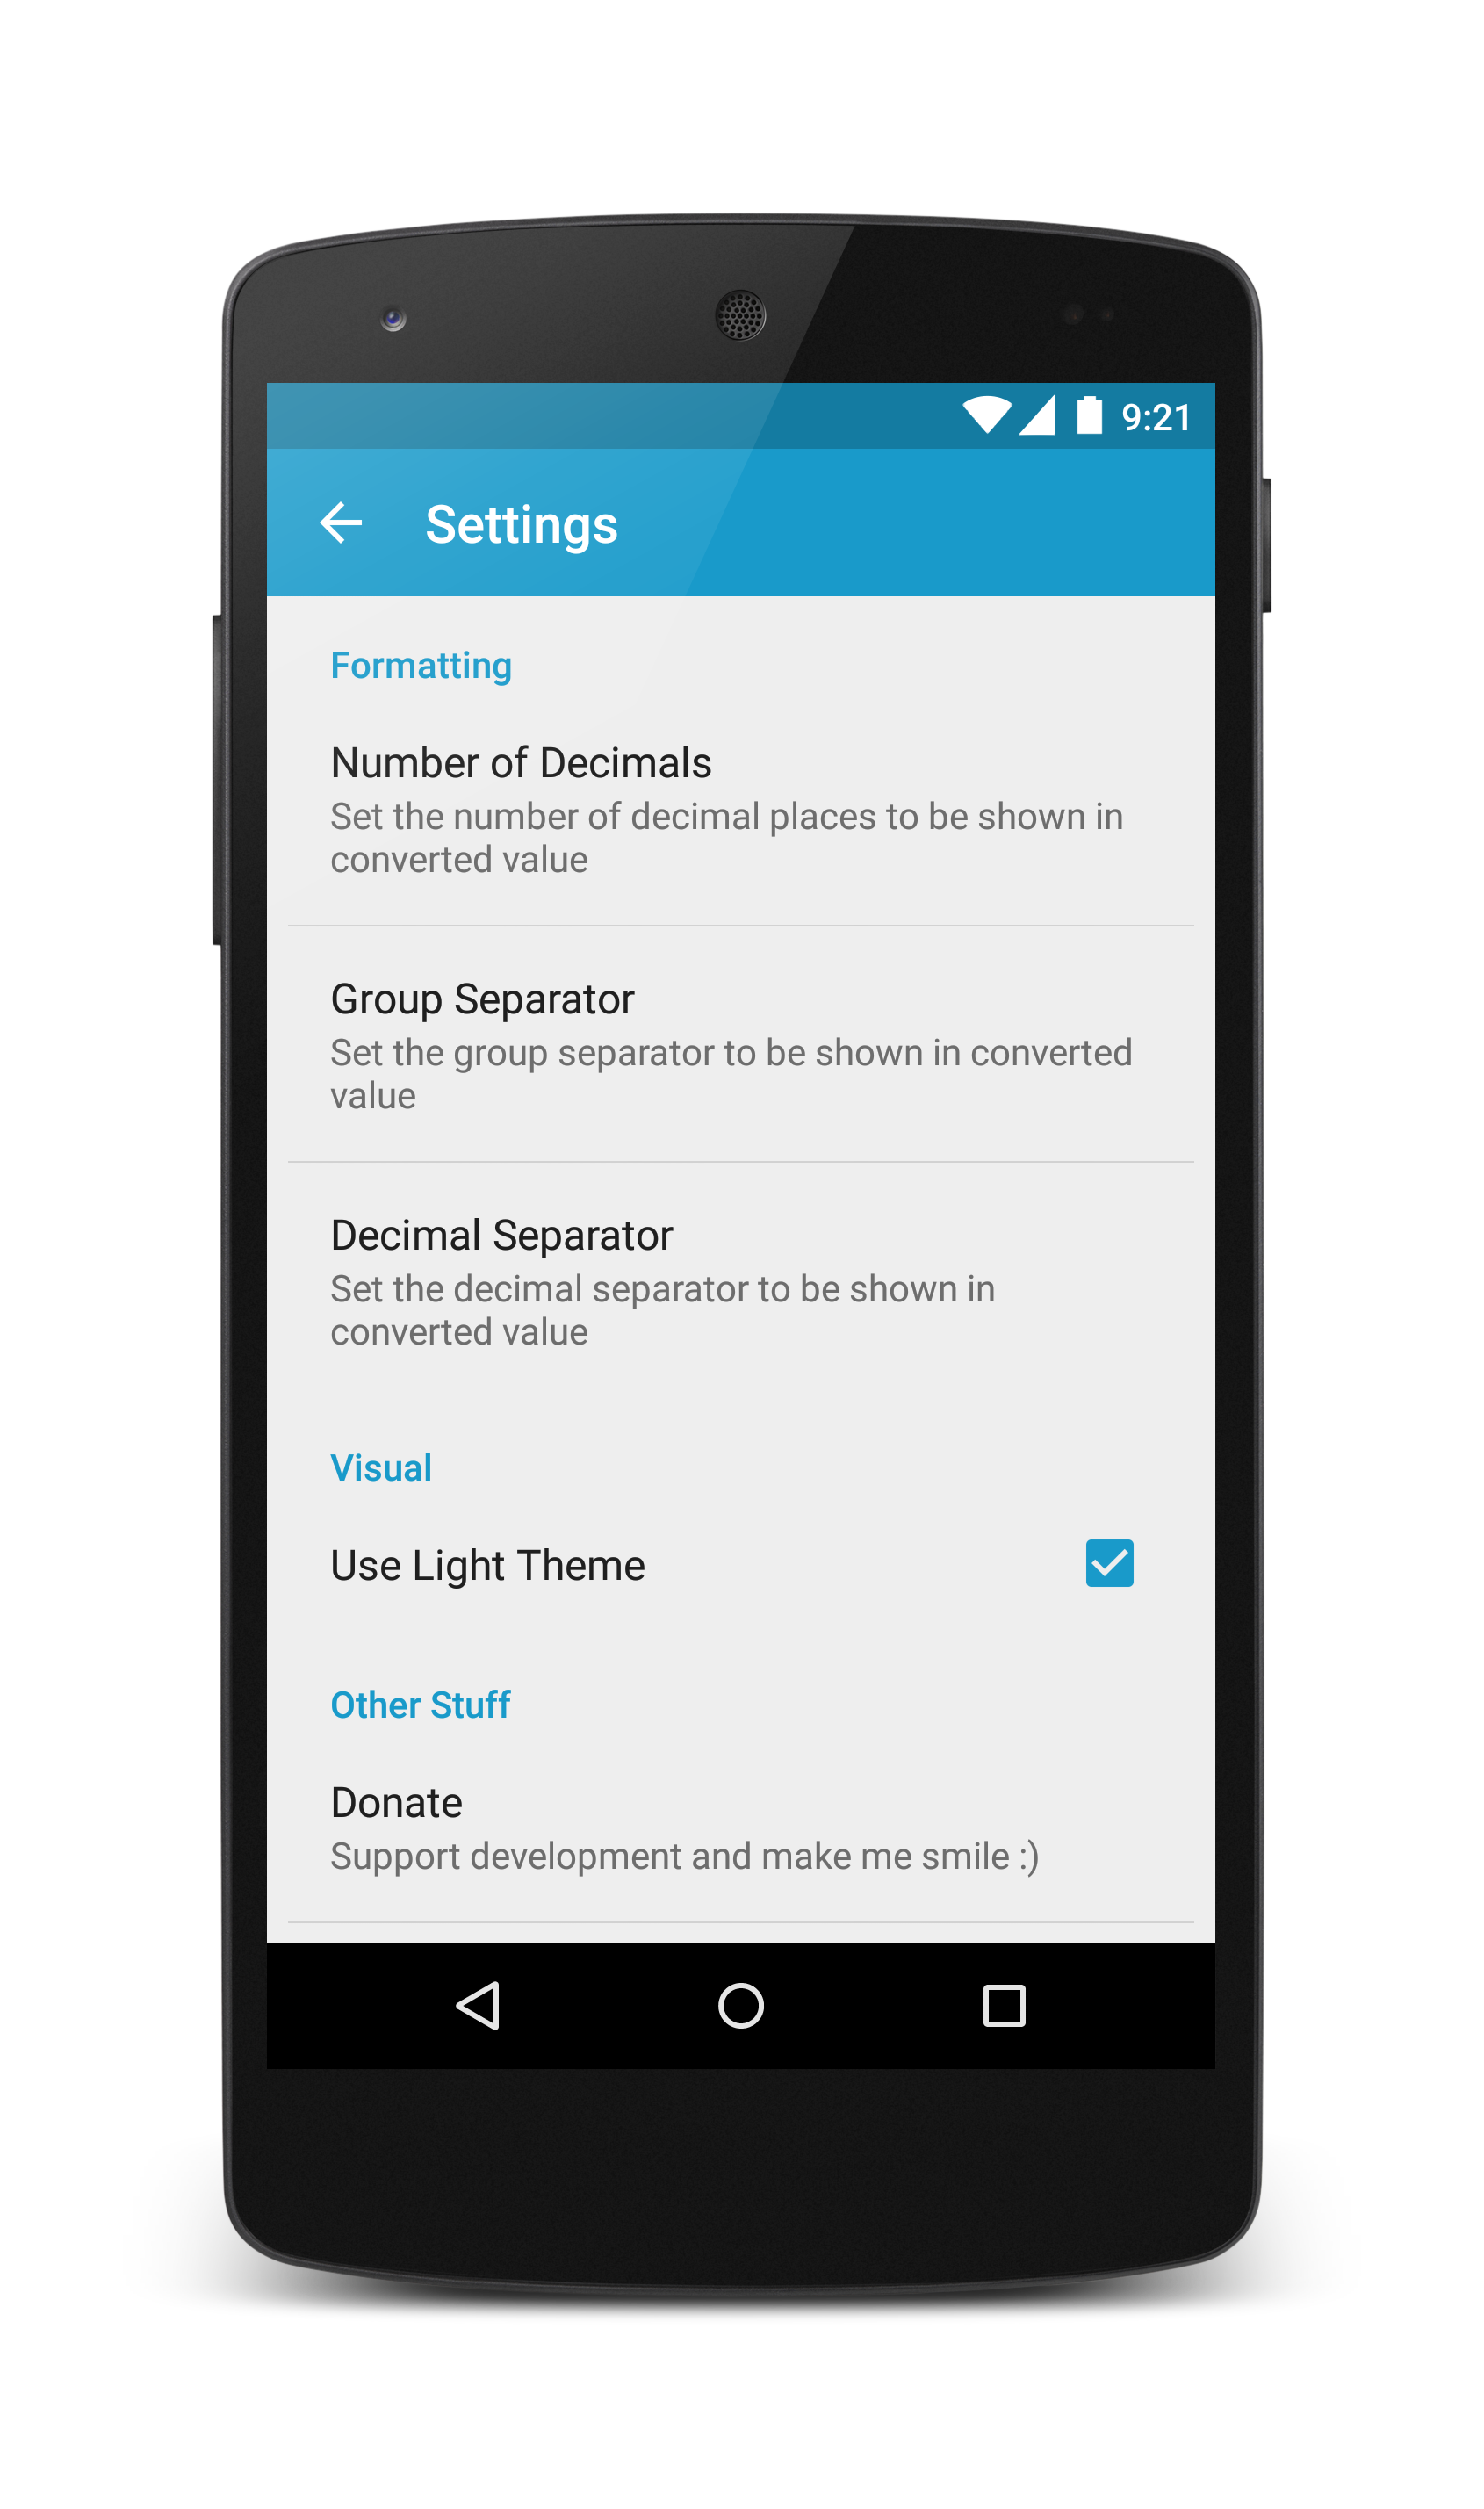 9:21
Settings
Formatting
Number of Decimals
Set the number of decimal places to be shown in
converted value
Group Separator
Set the group separator to be shown in converted
value
Decimal Separator
Set the decimal separator to be shown in
converted value
Visual
Use Light Theme
Other Stuff
Donate
Support development and make me smile :)